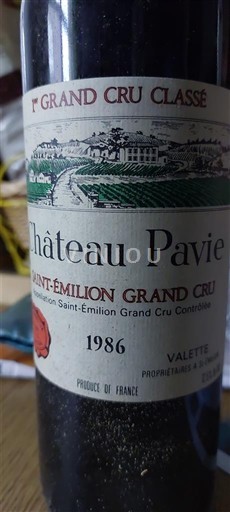 1er GRAND CRU CLASSÉ
Château Pavie
SAINT-ÉMILION GRAND CRU
Appellation Saint-Émilion Grand Cru Contrôlée
1986
VALETTE
PROPRIÉTAIRES A
PRODUCE OF FRANCE